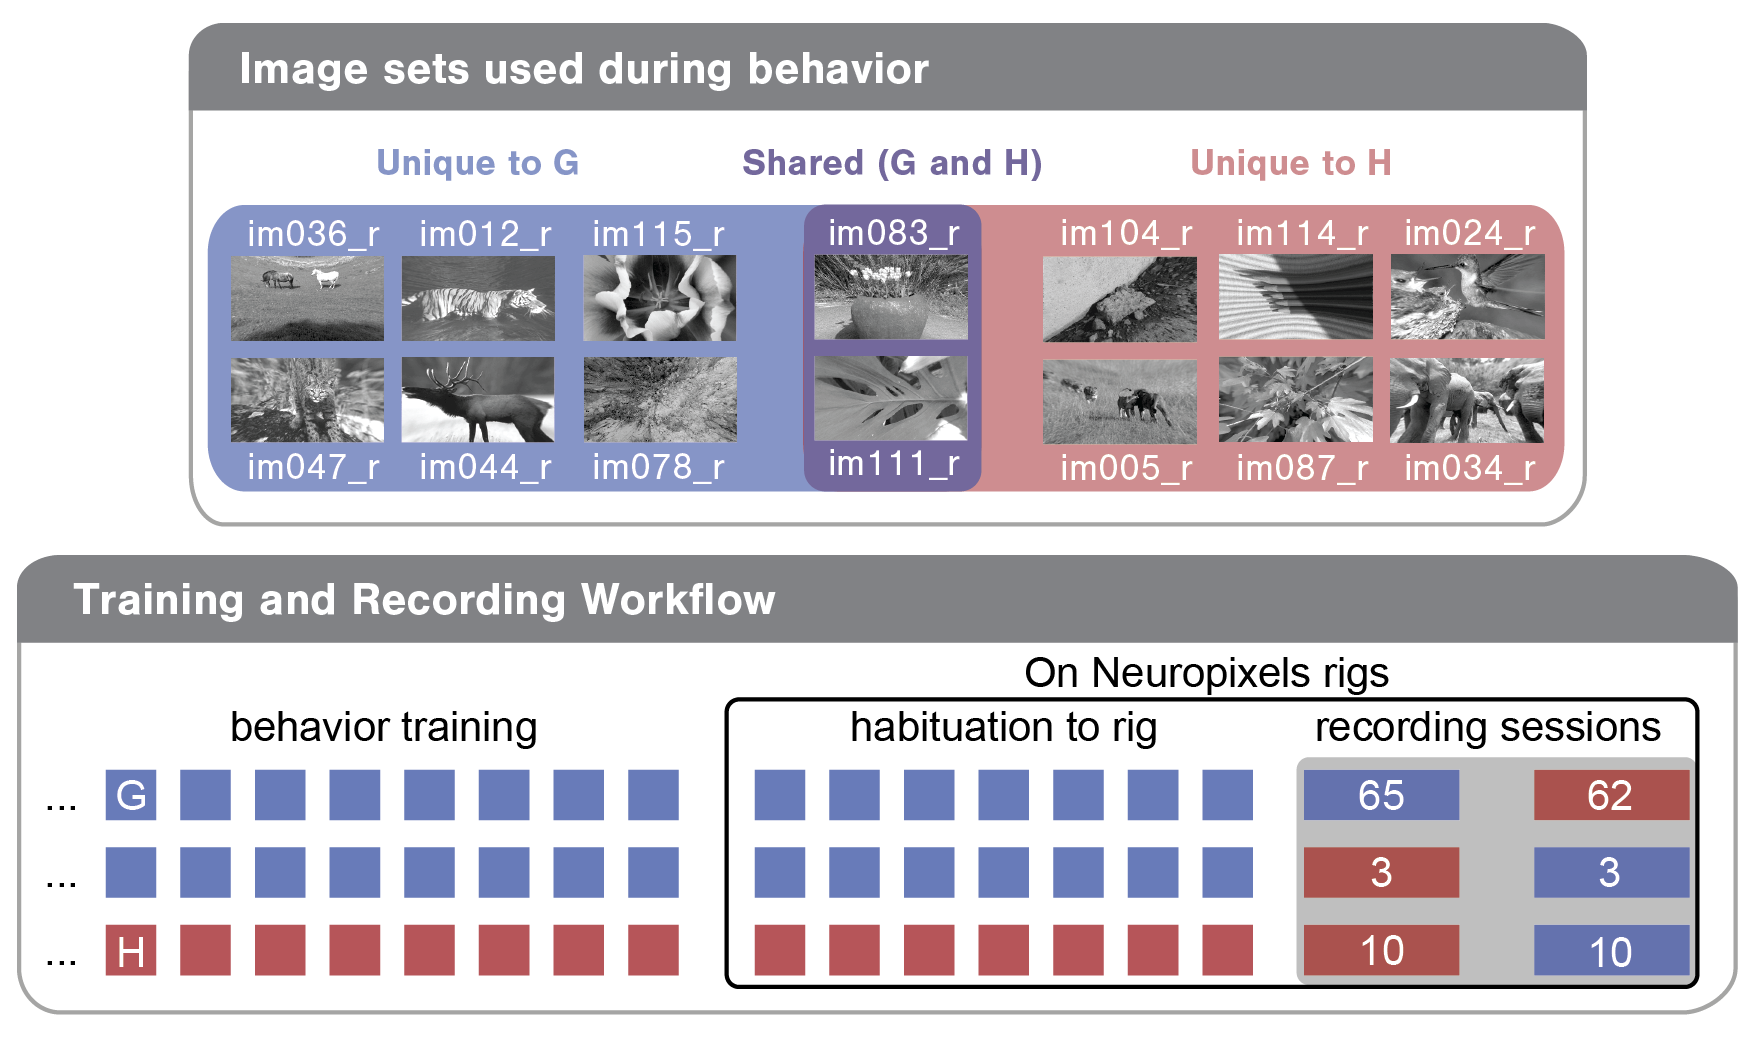 Image sets used during behavior
Unique to G
Shared (G and H)
Unique to H
im036_r im012_r im115_r im083_r im104_r im114_r im024_r
im047_r im044_r im078_r im111_r im005_r im087_r im034_r
Training and Recording Workflow
On Neuropixels rigs
behavior training
habituation to rig
recording sessions
... G 65 62
... 3 3
... H 10 10